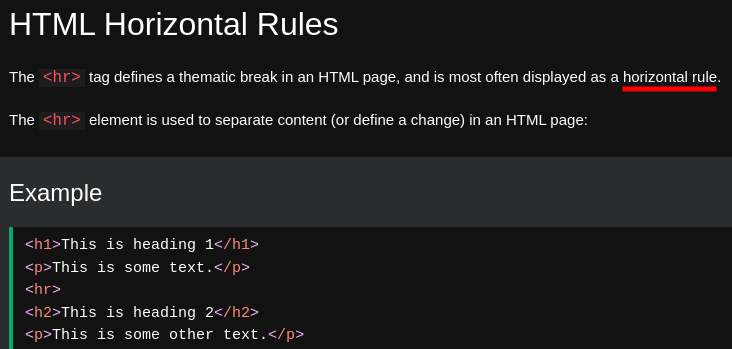 HTML Horizontal Rules
The <hr> tag defines a thematic break in an HTML page, and is most often displayed as a horizontal rule.
The <hr> element is used to separate content (or define a change) in an HTML page:
Example
<h1>This is heading 1</h1>
<p>This is some text.</p>
<hr>
<h2>This is heading 2</h2>
<p>This is some other text.</p>